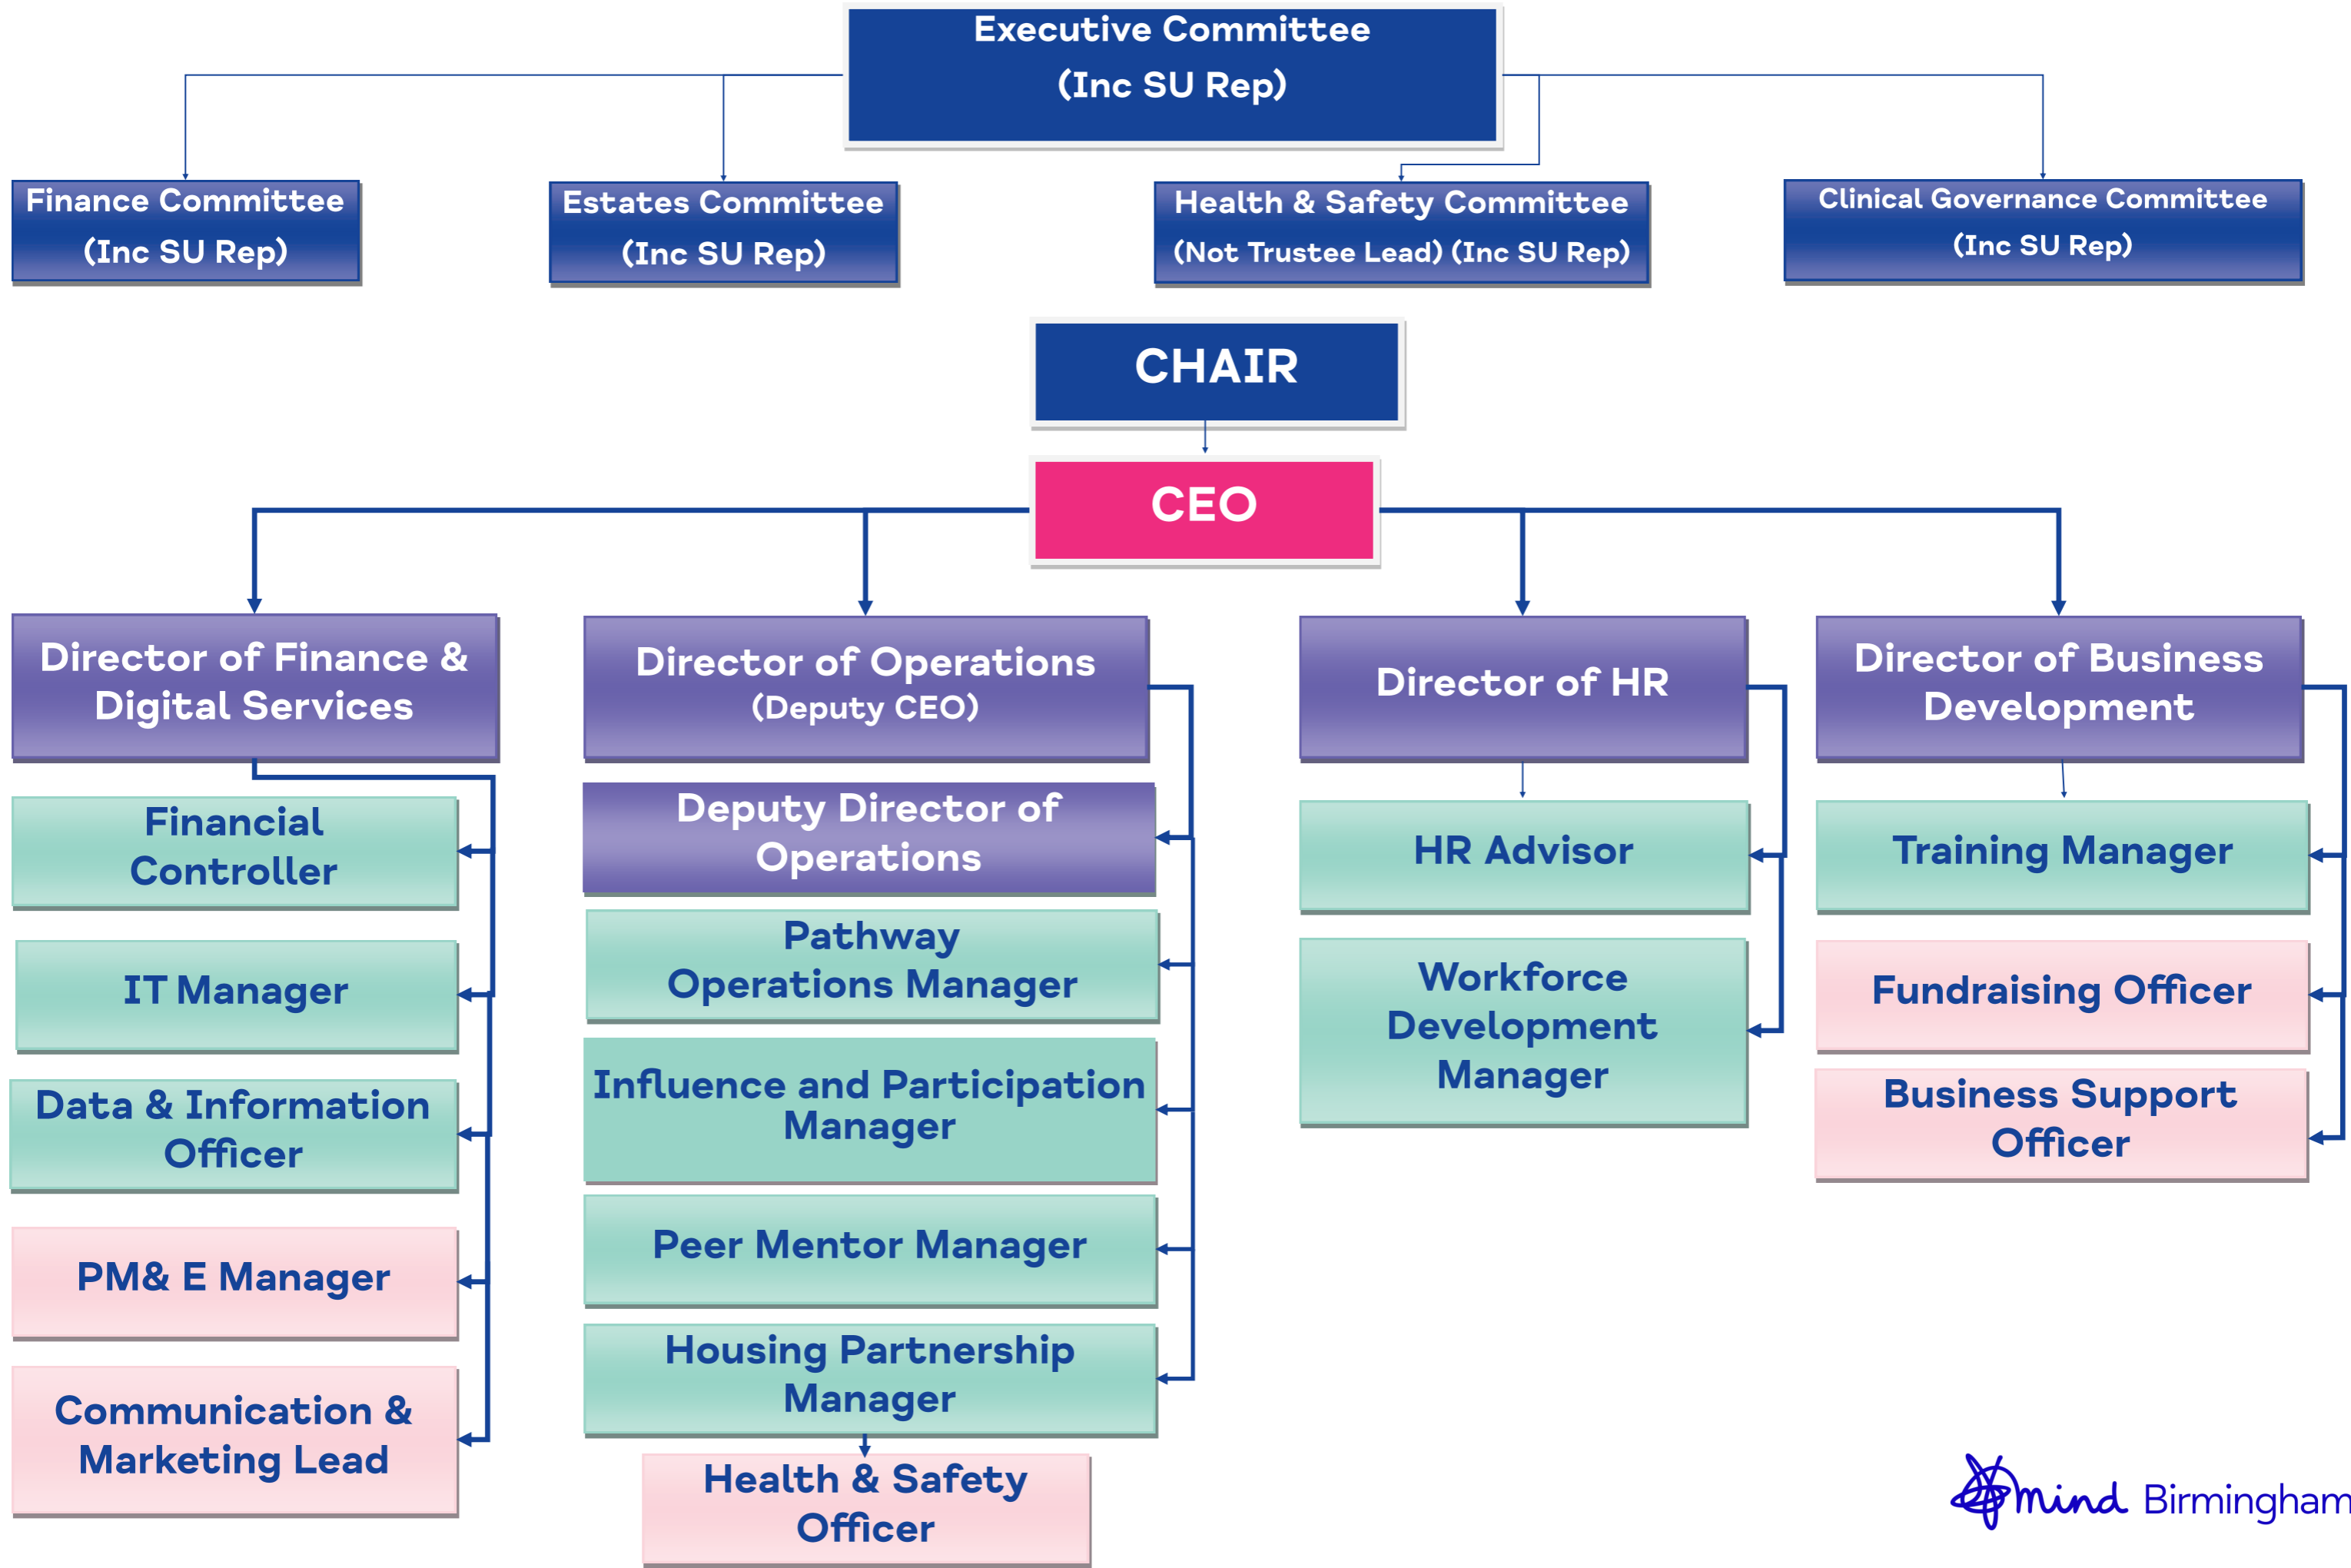 Executive Committee
(Inc SU Rep)
Finance Committee
(Inc SU Rep)
Estates Committee
(Inc SU Rep)
Health & Safety Committee
(Not Trustee Lead) (Inc SU Rep)
Clinical Governance Committee
(Inc SU Rep)
CHAIR
CEO
Director of Finance &
Digital Services
Financial
Controller
IT Manager
Data & Information
Officer
PM& E Manager
Communication &
Marketing Lead
Director of Operations
(Deputy CEO)
Deputy Director of
Operations
Pathway
Operations Manager
Influence and Participation
Manager
Peer Mentor Manager
Housing Partnership
Manager
Health & Safety
Officer
Director of HR
HR Advisor
Workforce
Development
Manager
Director of Business
Development
Training Manager
Fundraising Officer
Business Support
Officer
mind Birmingham